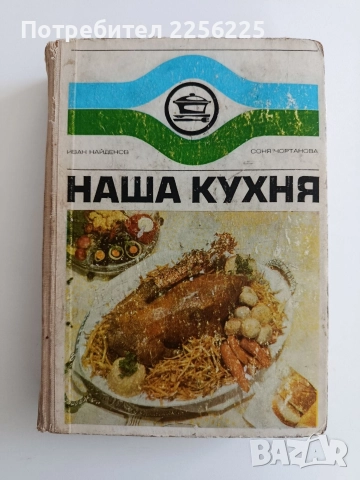 Потребител 2256225
ИВАН НАЙДЕНОВ
СОНЯ ЧОРТАНОВА
НАША КУХНЯ
BAZAR